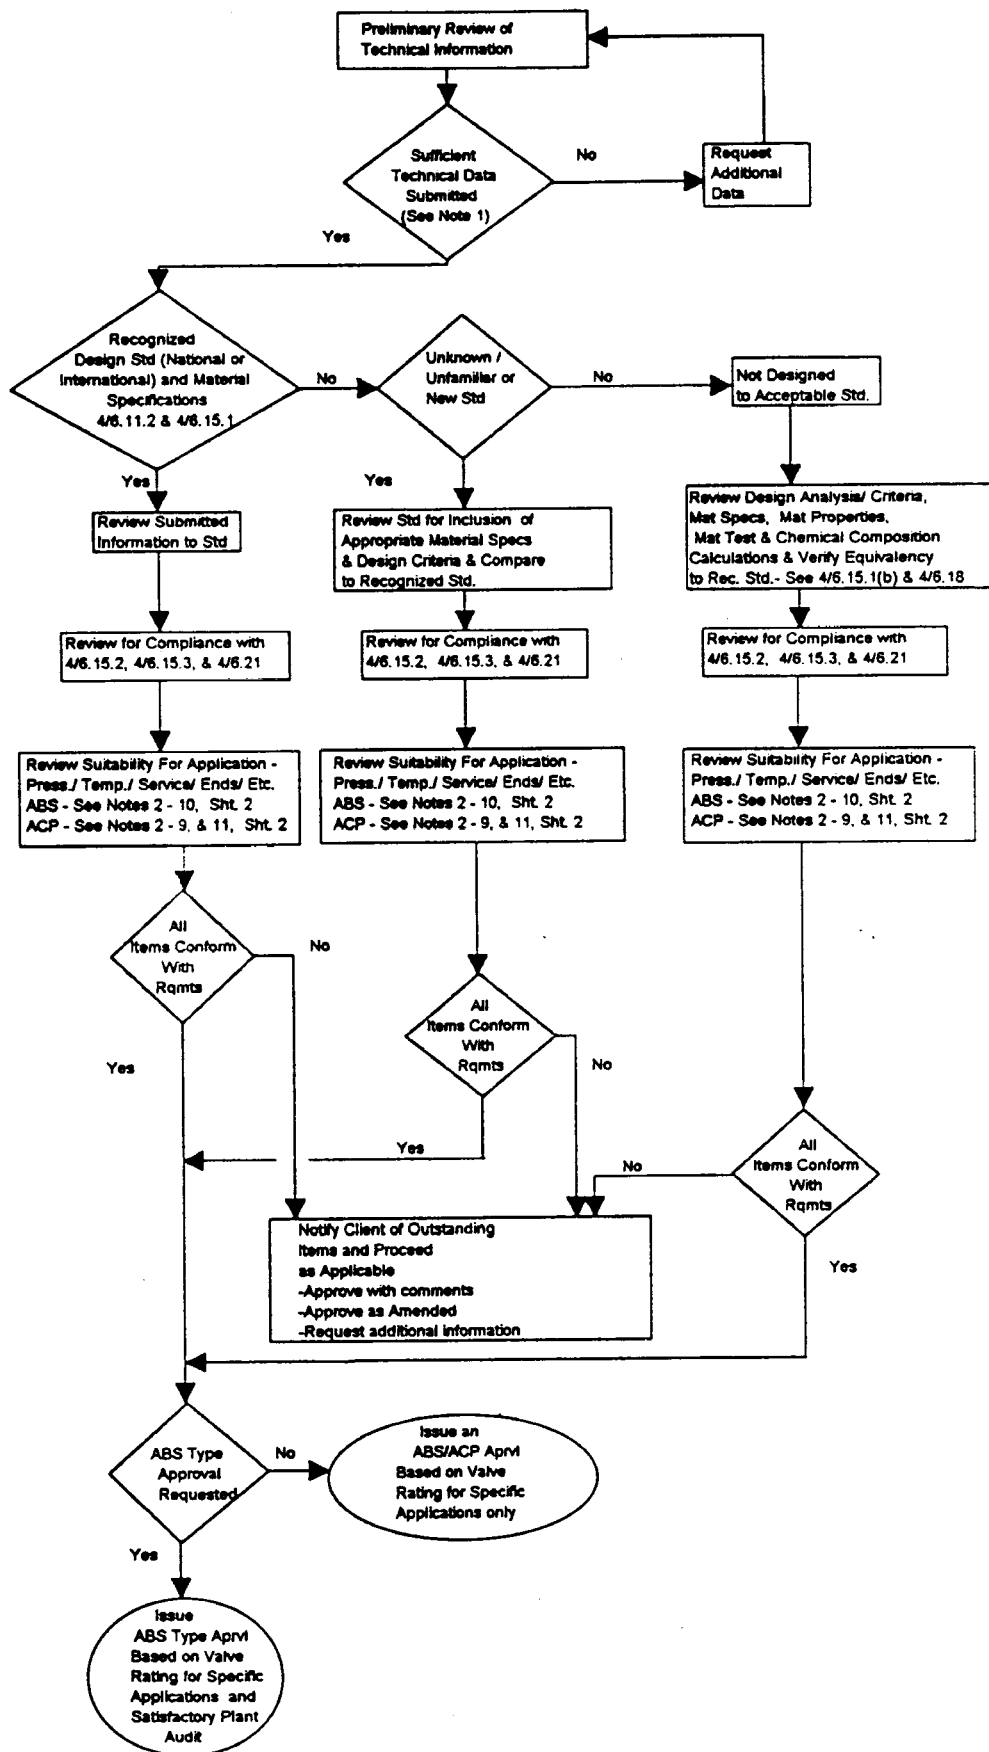 Preliminary Review of
Technical Information
Sufficient
Technical Data
Submitted
(See Note 1)
No
Request
Additional
Data
Yes
Recognized
Design Std (National or
International) and Material
Specifications
4/6.11.2 & 4/6.15.1
No
Unknown /
Unfamiliar or
New Std
No
Not Designed
to Acceptable Std.
Yes
Review Submitted
Information to Std
Yes
Review Std for Inclusion of
Appropriate Material Specs
& Design Criteria & Compare
to Recognized Std.
Review Design Analysis/ Criteria,
Mat Specs, Mat Properties,
Mat Test & Chemical Composition
Calculations & Verify Equivalency
to Rec. Std.- See 4/6.15.1(b) & 4/6.18
Review for Compliance with
4/6.15.2, 4/6.15.3, & 4/6.21
Review for Compliance with
4/6.15.2, 4/6.15.3, & 4/6.21
Review for Compliance with
4/6.15.2, 4/6.15.3, & 4/6.21
Review Suitability For Application -
Press./ Temp./ Service/ Ends/ Etc.
ABS - See Notes 2 - 10, Sht. 2
ACP - See Notes 2 - 9, & 11, Sht. 2
Review Suitability For Application -
Press./ Temp./ Service/ Ends/ Etc.
ABS - See Notes 2 - 10, Sht. 2
ACP - See Notes 2 - 9, & 11, Sht. 2
Review Suitability For Application -
Press./ Temp./ Service/ Ends/ Etc.
ABS - See Notes 2 - 10, Sht. 2
ACP - See Notes 2 - 9, & 11, Sht. 2
All
Items Conform
With
Rqmts
No
Yes
All
Items Conform
With
Rqmts
No
Yes
All
Items Conform
With
Rqmts
No
Yes
Notify Client of Outstanding
Items and Proceed
as Applicable
-Approve with comments
-Approve as Amended
-Request additional information
ABS Type
Approval
Requested
No
Issue an
ABS/ACP Aprvl
Based on Valve
Rating for Specific
Applications only
Yes
Issue
ABS Type Aprvl
Based on Valve
Rating for Specific
Applications and
Satisfactory Plant
Audit